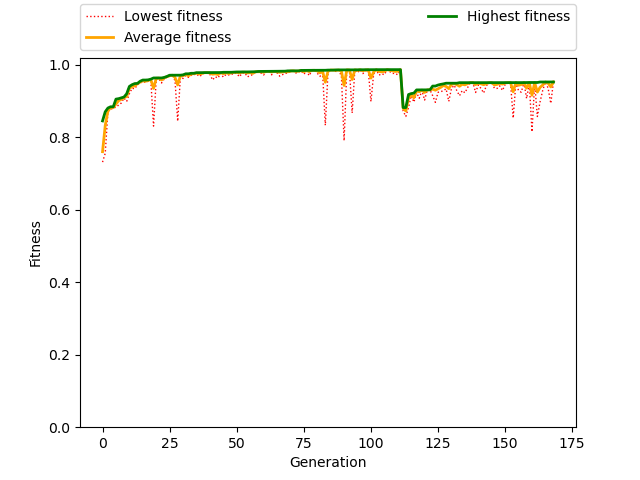 Lowest fitness
Average fitness
Highest fitness
1.0
0.8
0.6
0.4
0.2
0.0
Fitness
0 25 50 75 100 125 150 175
Generation